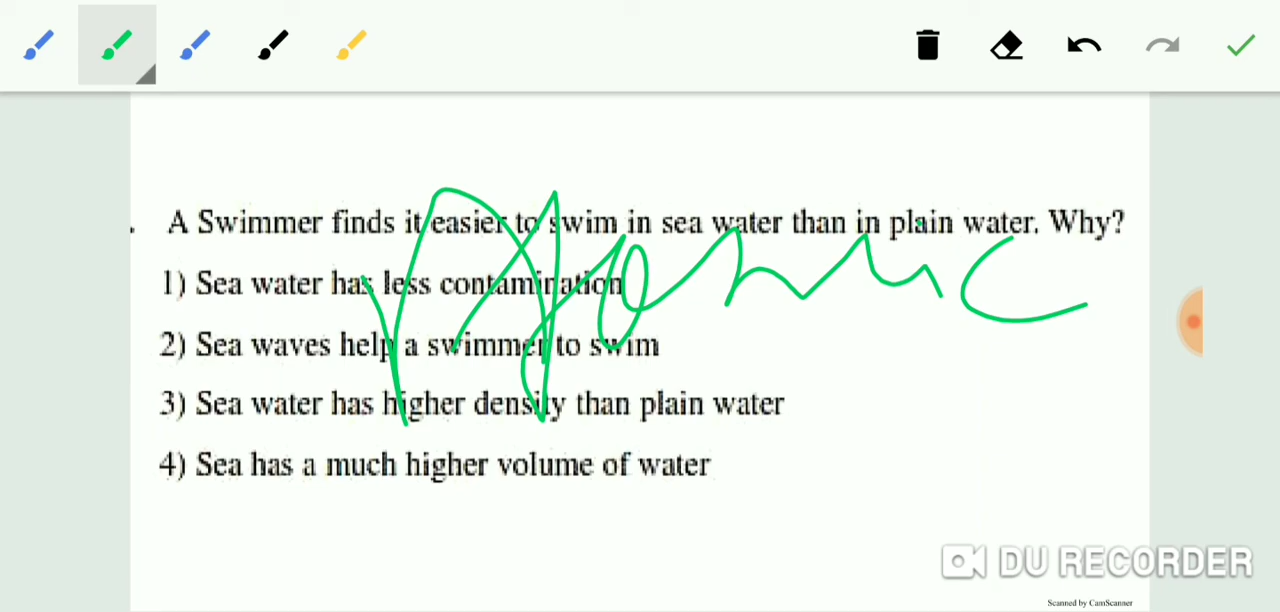 . A Swimmer finds it easier to swim in sea water than in plain water. Why?
1) Sea water has less contamination
2) Sea waves help a swimmer to swim
3) Sea water has higher density than plain water
4) Sea has a much higher volume of water
DU RECORDER
Scanned by CamScanner